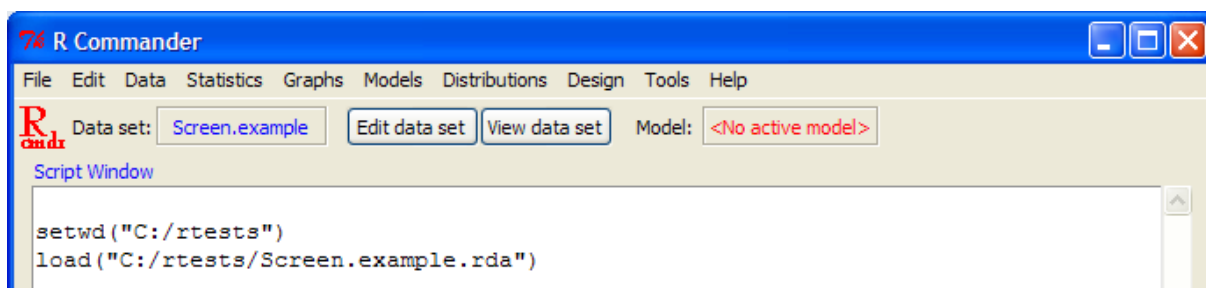 R Commander
File Edit Data Statistics Graphs Models Distributions Design Tools Help
R cmdr Data set: Screen.example Edit data set View data set Model: <No active model>
Script Window
setwd("C:/rtests")
load("C:/rtests/Screen.example.rda")